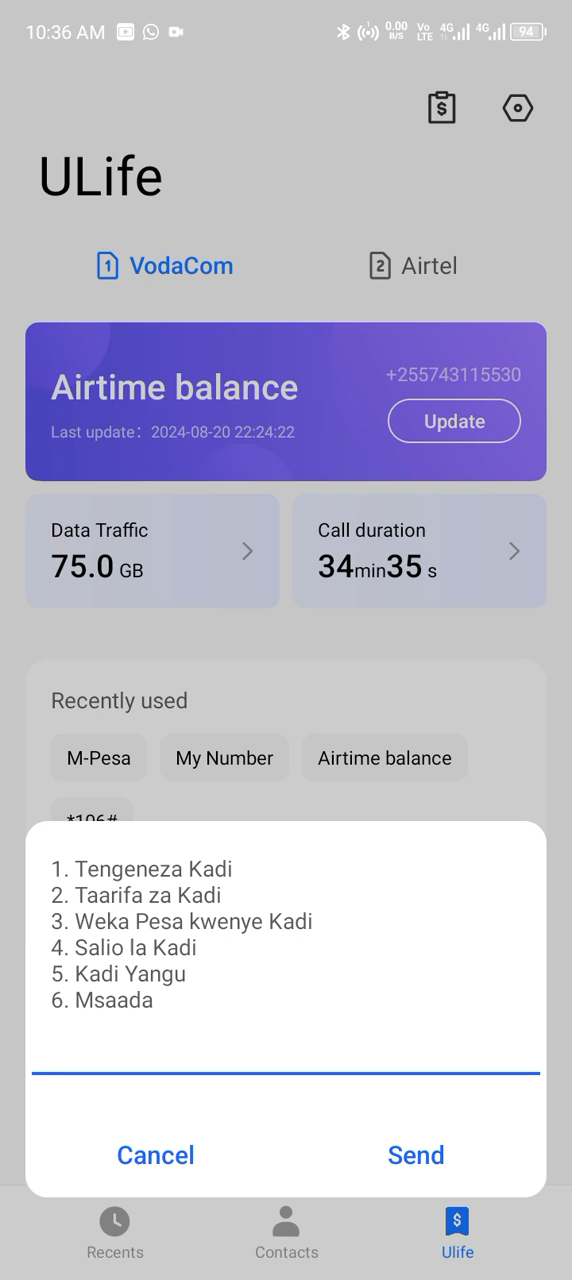 10:36 AM
0.00
B/S
Vo
LTE
4G
4G
94
ULife
1 VodaCom
2 Airtel
Airtime balance
+255743115530
Last update: 2024-08-20 22:24:22
Update
Data Traffic
75.0 GB
Call duration
34min35 s
Recently used
M-Pesa
My Number
Airtime balance
*106#
1. Tengeneza Kadi
2. Taarifa za Kadi
3. Weka Pesa kwenye Kadi
4. Salio la Kadi
5. Kadi Yangu
6. Msaada
Cancel
Send
Recents
Contacts
Ulife